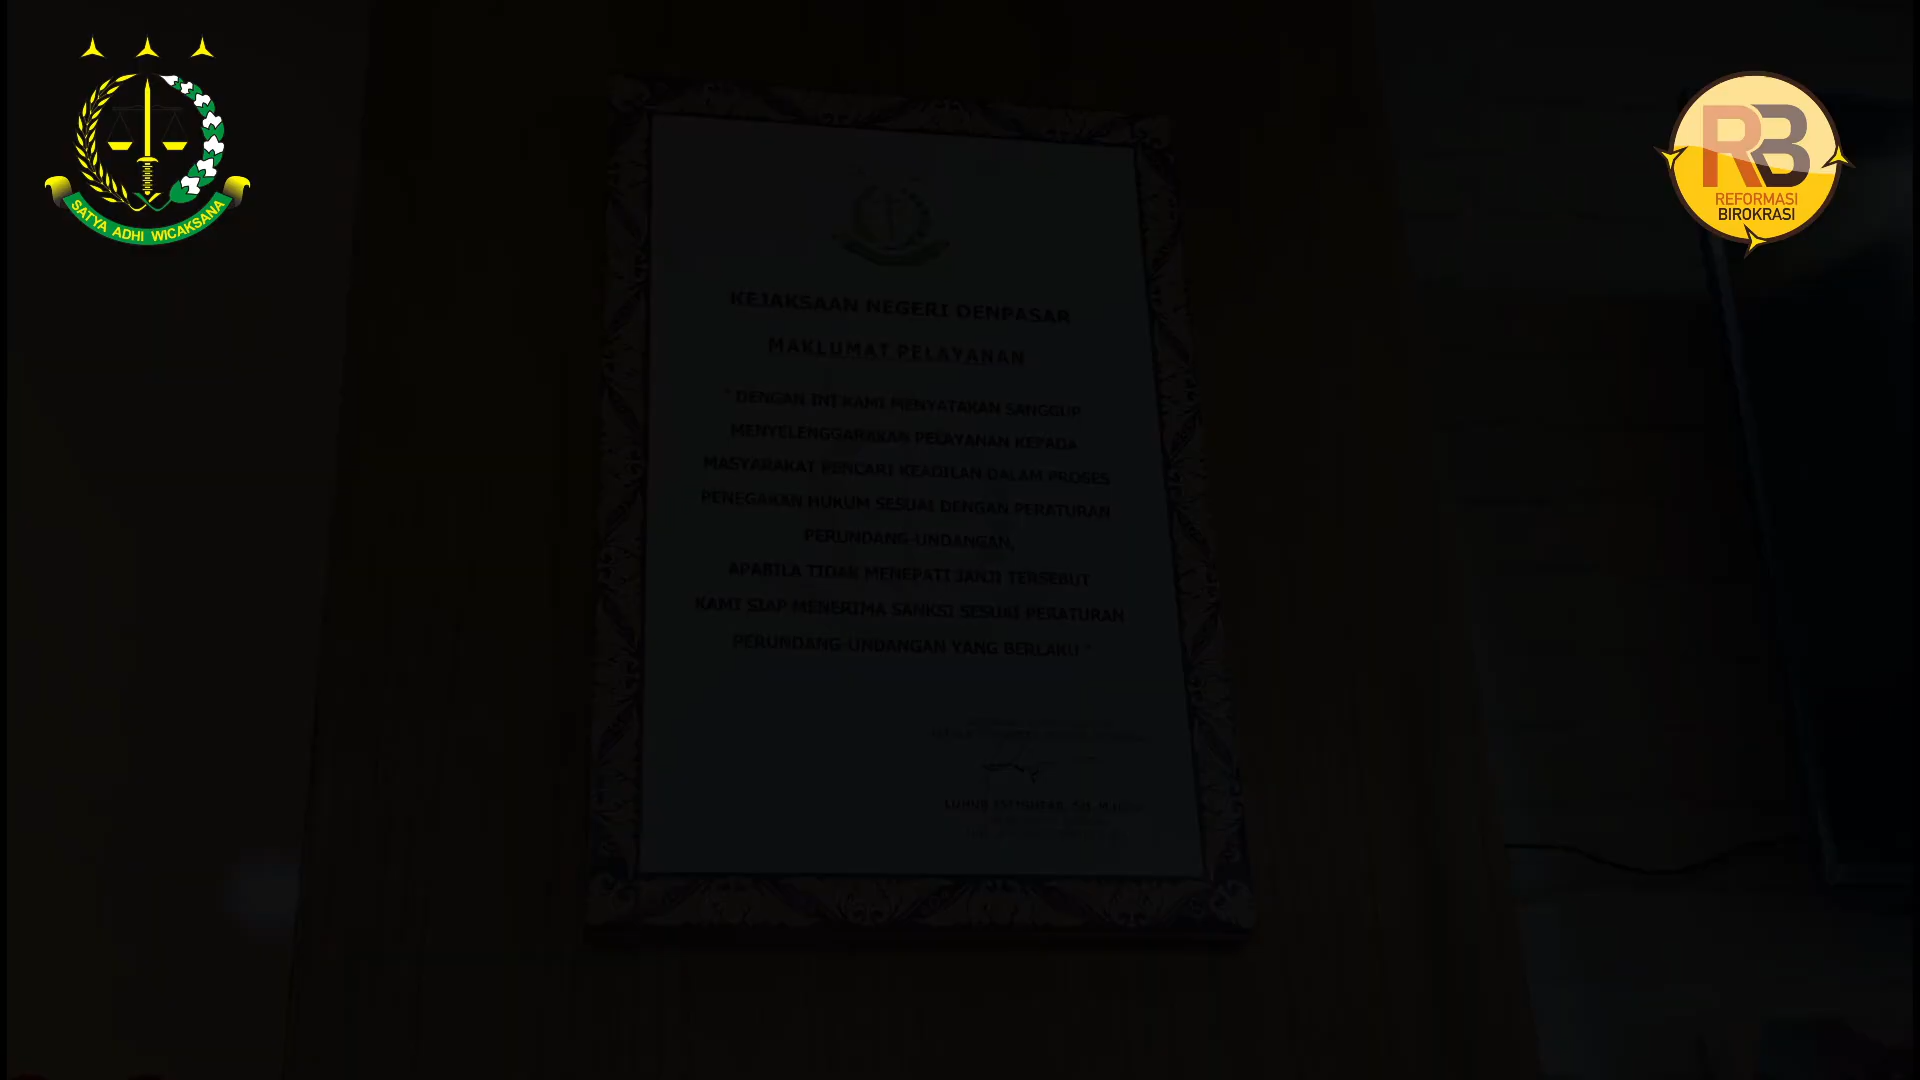 SATYA ADHI WICAKSANA
RB
REFORMASI
BIROKRASI
KEJAKSAAN NEGERI DENPASAR
MAKLUMAT PELAYANAN
" DENGAN INI KAMI MENYATAKAN SANGGUP
MENYELENGGARAKAN PELAYANAN KEPADA
MASYARAKAT PENCARI KEADILAN DALAM PROSES
PENEGAKAN HUKUM SESUAI DENGAN PERATURAN
PERUNDANG-UNDANGAN,
APABILA TIDAK MENEPATI JANJI TERSEBUT
KAMI SIAP MENERIMA SANKSI SESUAI PERATURAN
PERUNDANG-UNDANGAN YANG BERLAKU "